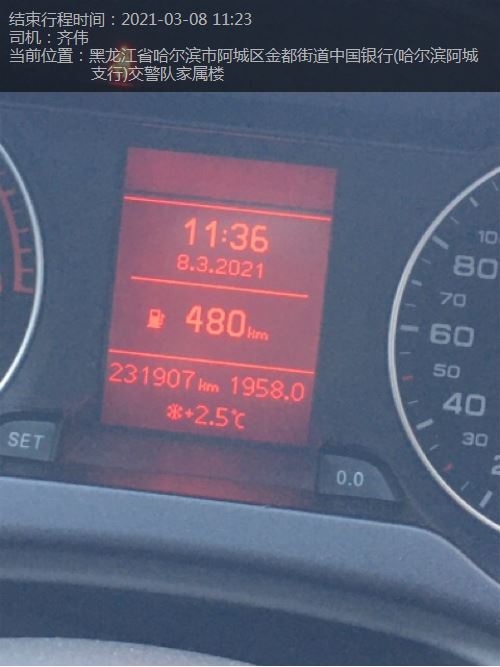 结束行程时间：2021-03-08 11:23
司机：齐伟
当前位置：黑龙江省哈尔滨市阿城区金都街道中国银行(哈尔滨阿城
支行)交警队家属楼
11:36
8.3.2021
480km
231907km 1958.0
+2.5℃
SET
0.0
80
70
60
50
40
30